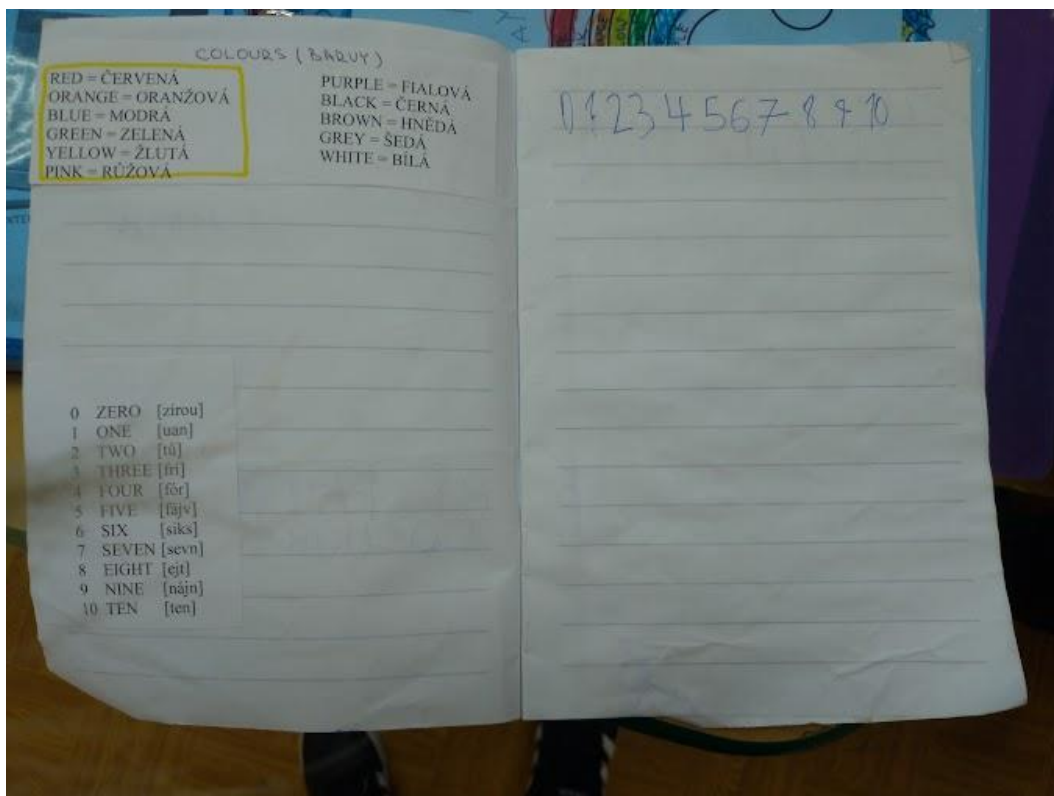 COLOURS (BARVY)
RED = ČERVENÁ
ORANGE = ORANŽOVÁ
BLUE = MODRÁ
GREEN = ZELENÁ
YELLOW = ŽLUTÁ
PINK = RŮŽOVÁ
PURPLE = FIALOVÁ
BLACK = ČERNÁ
BROWN = HNĚDÁ
GREY = ŠEDÁ
WHITE = BÍLÁ
0 ZERO [zírou]
1 ONE [uan]
2 TWO [tů]
3 THREE [frí]
4 FOUR [fór]
5 FIVE [fájv]
6 SIX [siks]
7 SEVEN [sevn]
8 EIGHT [ejt]
9 NINE [nájn]
10 TEN [ten]
0 1 2 3 4 5 6 7 8 9 10